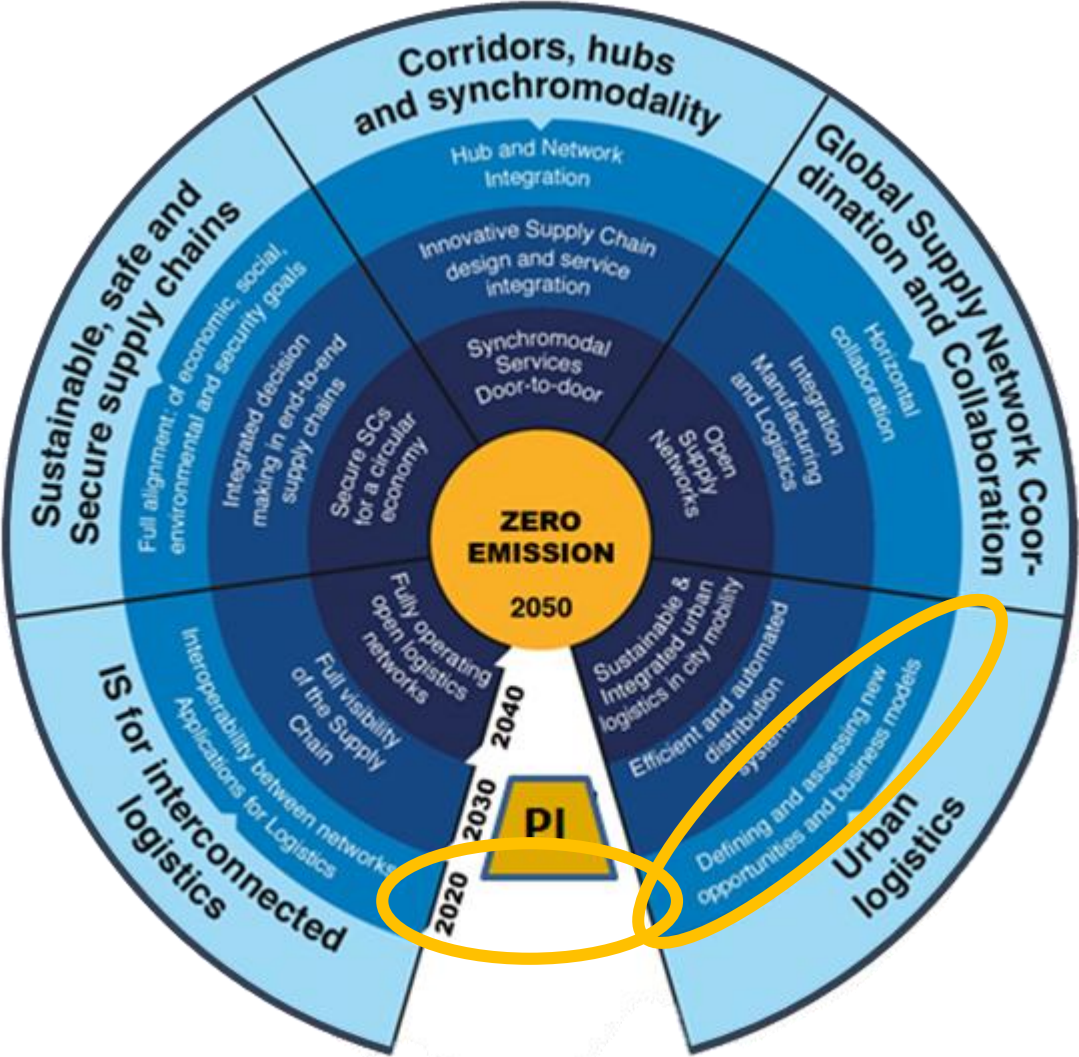 Corridors, hubs
and synchromodality
Hub and Network
Integration
Innovative Supply Chain
design and service
integration
Synchromodal
Services
Door-to-door
Global Supply Network Coor-
dination and Collaboration
Horizontal
collaboration
Integration
Manufacturing
and Logistics
Open
Supply
Networks
Urban
logistics
Defining and assessing new
opportunities and business models
Efficient and automated
distribution
systems
Sustainable &
Integrated urban
logistics in city mobility
IS for interconnected
logistics
Interoperability between networks
Applications for Logistics
Full visibility
of the Supply
Chain
Fully operating
open logistics
networks
Sustainable, safe and
Secure supply chains
Full alignment: of economic, social,
environmental and security goals
Integrated decision
making in end-to-end
supply chains
Secure SCs
for a circular
economy
ZERO
EMISSION
2050
2040
2030
2020
PI